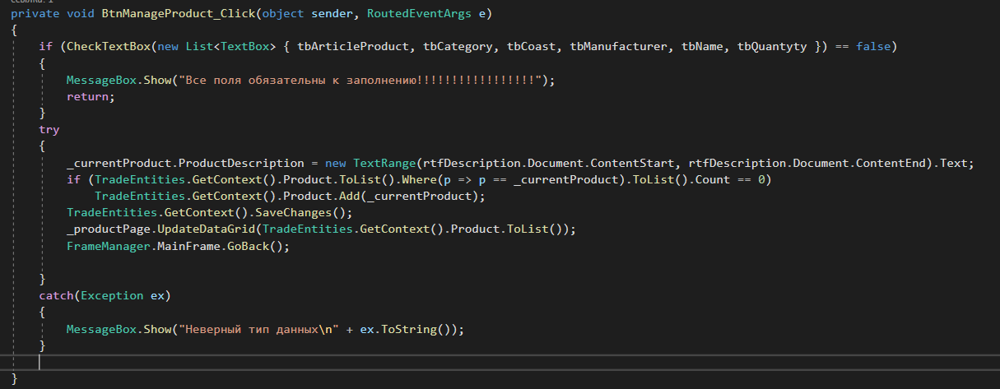 private void BtnManageProduct_Click(object sender, RoutedEventArgs e)
{
if (CheckTextBox(new List<TextBox> { tbArticleProduct, tbCategory, tbCoast, tbManufacturer, tbName, tbQuantyty }) == false)
{
MessageBox.Show("Все поля обязательны к заполнению!!!!!!!!!!!!!!!!!");
return;
}
try
{
_currentProduct.ProductDescription = new TextRange(rtfDescription.Document.ContentStart, rtfDescription.Document.ContentEnd).Text;
if (TradeEntities.GetContext().Product.ToList().Where(p => p == _currentProduct).ToList().Count == 0)
TradeEntities.GetContext().Product.Add(_currentProduct);
TradeEntities.GetContext().SaveChanges();
_productPage.UpdateDataGrid(TradeEntities.GetContext().Product.ToList());
FrameManager.MainFrame.GoBack();
}
catch(Exception ex)
{
MessageBox.Show("Неверный тип данных\n" + ex.ToString());
}
}